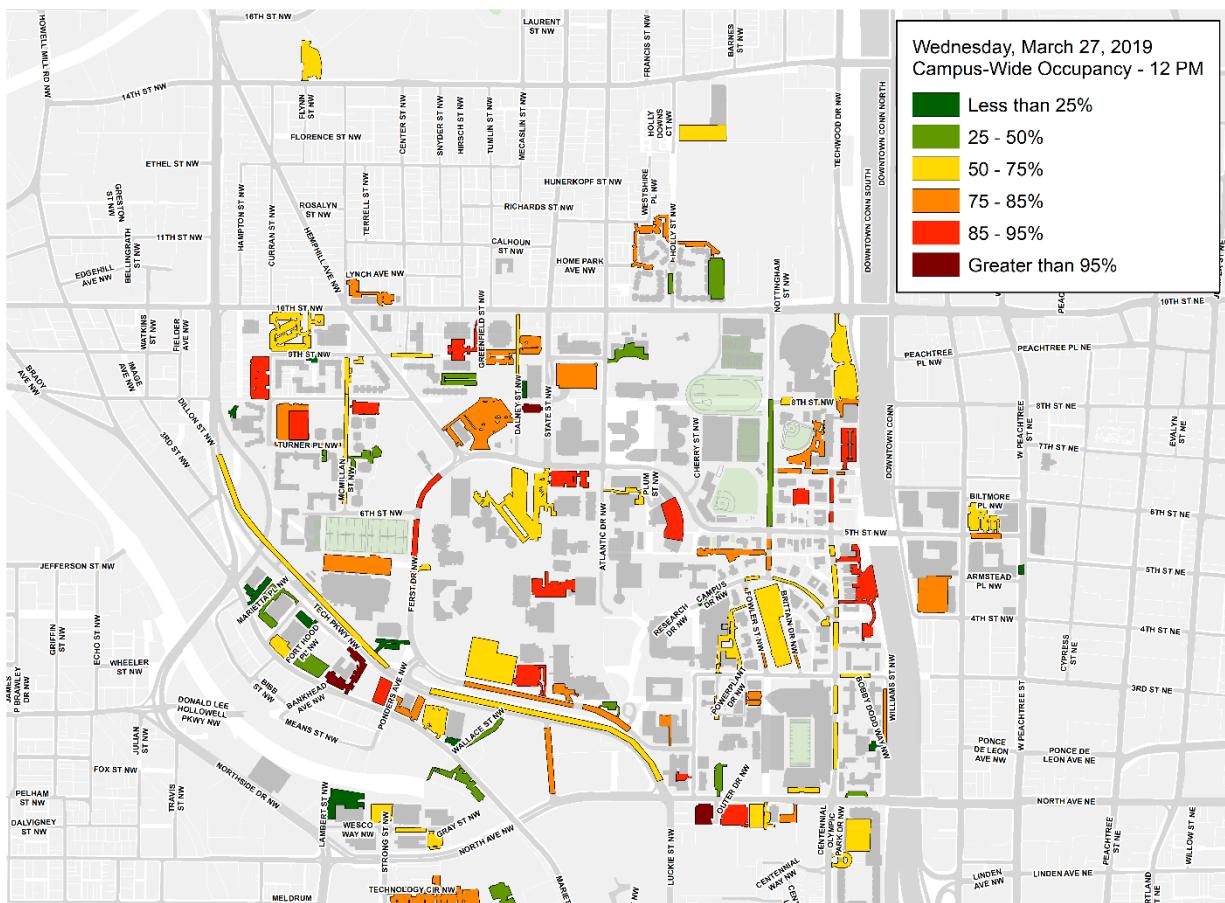 Wednesday, March 27, 2019
Campus-Wide Occupancy - 12 PM
Less than 25%
25 - 50%
50 - 75%
75 - 85%
85 - 95%
Greater than 95%
HOWELL MILL RD NW
16TH ST NW
LAURENT
ST NW
FRANCIS ST NW
BARNES
ST NW
14TH ST NW
FLYNN
ST NW
FLORENCE ST NW
CENTER ST NW
SNYDER ST NW
HIRSCH ST NW
TUMLIN ST NW
MECASLIN ST NW
HOLLY
DOWNS
CT NW
TECHWOOD DR NW
DOWNTOWN CONN SOUTH
DOWNTOWN CONN NORTH
ETHEL ST NW
HUNERKOPF ST NW
GRESTON
ST NW
BELLINGRATH
ST NW
HAMPTON ST NW
CURRAN ST NW
ROSALYN
ST NW
HEMPHILL AVE NW
TERRELL ST NW
RICHARDS ST NW
WESTSHIRE
PL NW
HOLLY ST NW
11TH ST NW
CALHOUN
ST NW
EDGEHILL
AVE NW
LYNCH AVE NW
HOME PARK
AVE NW
NOTTINGHAM
ST NW
10TH ST NW
10TH ST NE
WATKINS
ST NW
FIELDER
AVE NW
IMAGE
AVE NW
BRADY
AVE NW
9TH ST NW
GREENFIELD ST NW
PEACHTREE
PL NW
PEACHTREE PL NE
DILLON ST NW
3RD ST NW
DALNEY ST NW
STATE ST NW
8TH ST NW
8TH ST NE
TURNER PL NW
MCMILLAN
ST NW
CHERRY ST NW
DOWNTOWN CONN
W PEACHTREE
ST NE
7TH ST NE
EVALYN
ST NE
PLUM
ST NW
6TH ST NW
BILTMORE
PL NW
6TH ST NE
ATLANTIC DR NW
5TH ST NW
5TH ST NE
JEFFERSON ST NW
FERST DR NW
ARMSTEAD
PL NW
MARIETTA PL NW
TECH PKWY NW
RESEARCH
DR NW
CAMPUS
DR NW
FOWLER ST NW
BRITTAIN DR NW
4TH ST NW
4TH ST NE
GRIFFIN
ST NW
ECHO ST NW
WHEELER
ST NW
FORT HOOD
PL NW
CYPRESS ST NE
JAMES
P BRAWLEY
DR NW
BIBB
ST NW
BANKHEAD
AVE NW
PONDERS AVE NW
POWERPLANT
DR NW
BOBBY DODD WAY NW
WILLIAMS ST NW
W PEACHTREE ST
3RD ST NE
DONALD LEE
HOLLOWELL
PKWY NW
MEANS ST NW
WALLACE ST NW
JULIAN
ST NW
PONCE
DE LEON
AVE NW
PONCE DE
LEON AVE NE
FOX ST NW
NORTHSIDE DR NW
PELHAM
ST NW
TRAVIS
ST NW
OUTER DR NW
NORTH AVE NE
DALVIGNEY
ST NW
LAMBERT ST NW
WESCO
WAY NW
STRONG ST NW
GRAY ST NW
NORTH AVE NW
CENTENNIAL
OLYMPIC
PARK DR NW
PEACHTREE
ST NE
WILLOW ST NE
LUCKIE ST NW
CENTENNIAL
WAY NW
LINDEN
AVE NW
LINDEN AVE NE
MELDRUM
TECHNOLOGY CIR NW